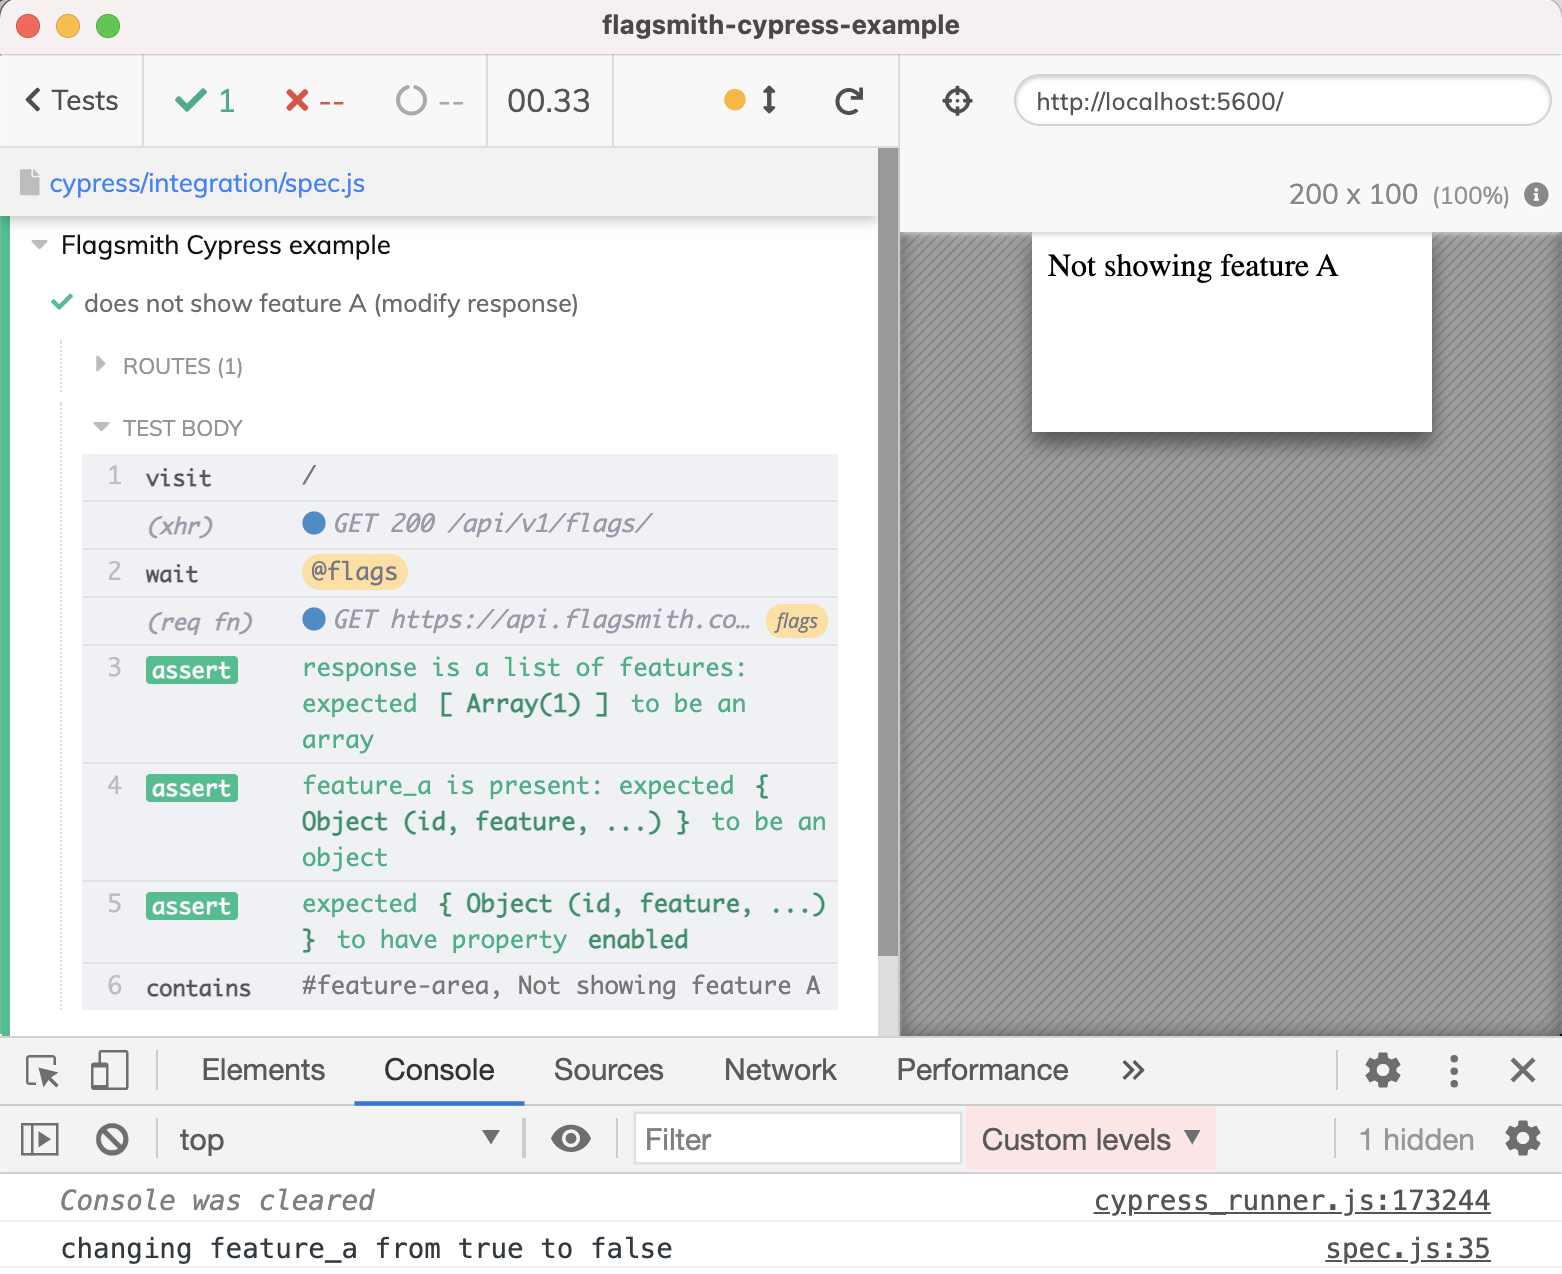 flagsmith-cypress-example
Tests 1 -- -- 00.33
http://localhost:5600/
200 x 100 (100%)
cypress/integration/spec.js
Flagsmith Cypress example
does not show feature A (modify response)
ROUTES (1)
TEST BODY
1 visit /
(xhr) GET 200 /api/v1/flags/
2 wait @flags
(req fn) GET https://api.flagsmith.co… flags
3 assert response is a list of features:
expected [ Array(1) ] to be an
array
4 assert feature_a is present: expected {
Object (id, feature, ...) } to be an
object
5 assert expected { Object (id, feature, ...)
} to have property enabled
6 contains #feature-area, Not showing feature A
Not showing feature A
Elements Console Sources Network Performance
top Filter Custom levels 1 hidden
Console was cleared cypress_runner.js:173244
changing feature_a from true to false spec.js:35